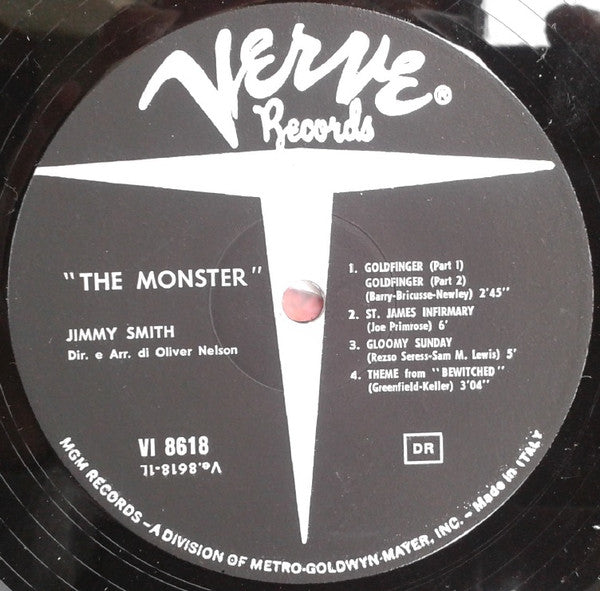 Verve®
Records
"THE MONSTER"
JIMMY SMITH
Dir. e Arr. di Oliver Nelson
1. GOLDFINGER (Part 1)
GOLDFINGER (Part 2)
(Barry-Bricusse-Newley) 2'45"
2. ST. JAMES INFIRMARY
(Joe Primrose) 6'
3. GLOOMY SUNDAY
(Rezso Seress-Sam M. Lewis) 5'
4. THEME from "BEWITCHED"
(Greenfield-Keller) 3'04"
VI 8618
Ve.8618-1L
DR
MGM RECORDS – A DIVISION OF METRO-GOLDWYN-MAYER, INC. – Made in ITALY